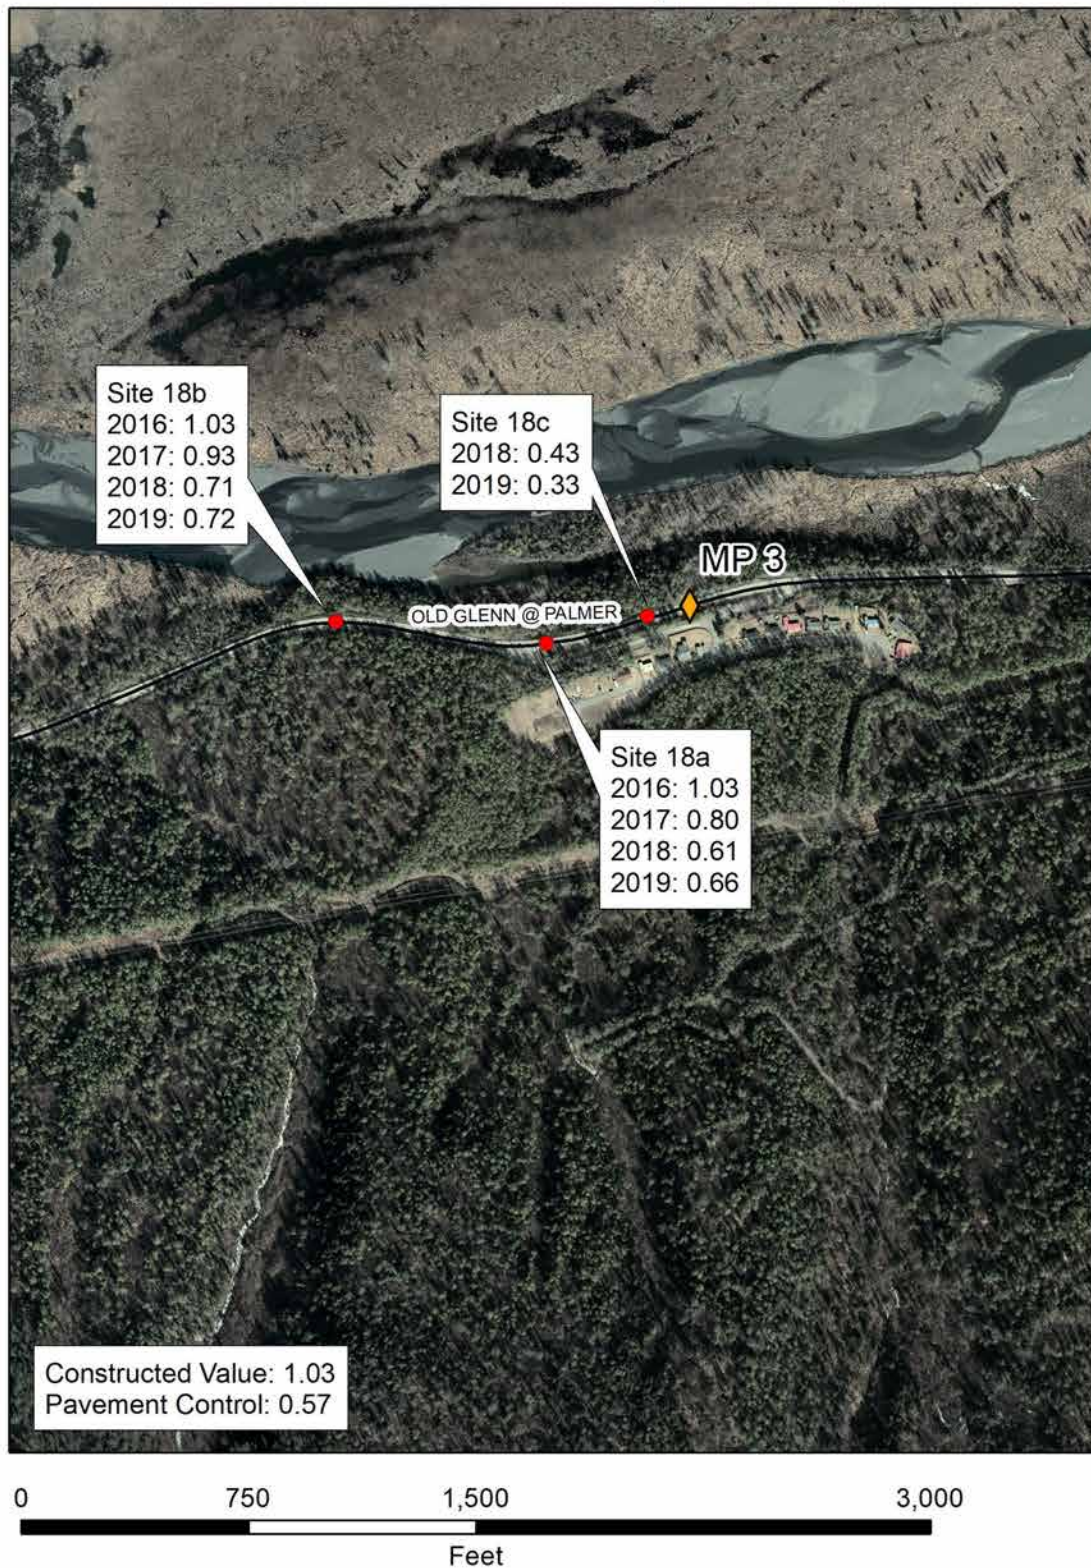 Site 18b
2016: 1.03
2017: 0.93
2018: 0.71
2019: 0.72
Site 18c
2018: 0.43
2019: 0.33
MP 3
OLD GLENN @ PALMER
Site 18a
2016: 1.03
2017: 0.80
2018: 0.61
2019: 0.66
Constructed Value: 1.03
Pavement Control: 0.57
0 750 1,500 3,000
Feet